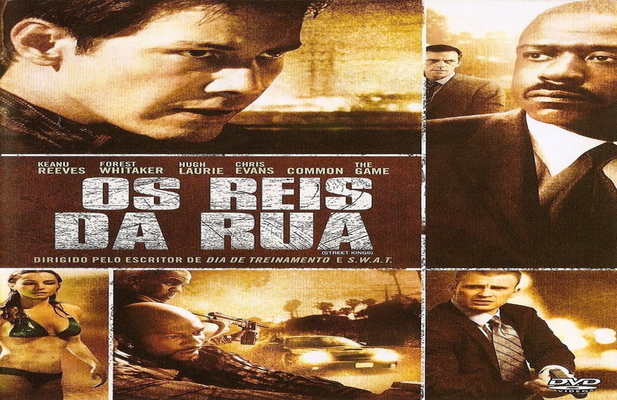 KEANU REEVES FOREST WHITAKER HUGH LAURIE CHRIS EVANS COMMON THE GAME
OS REIS
DA RUA
(STREET KINGS)
DIRIGIDO PELO ESCRITOR DE DIA DE TREINAMENTO E S.W.A.T.
DVD
VIDEO